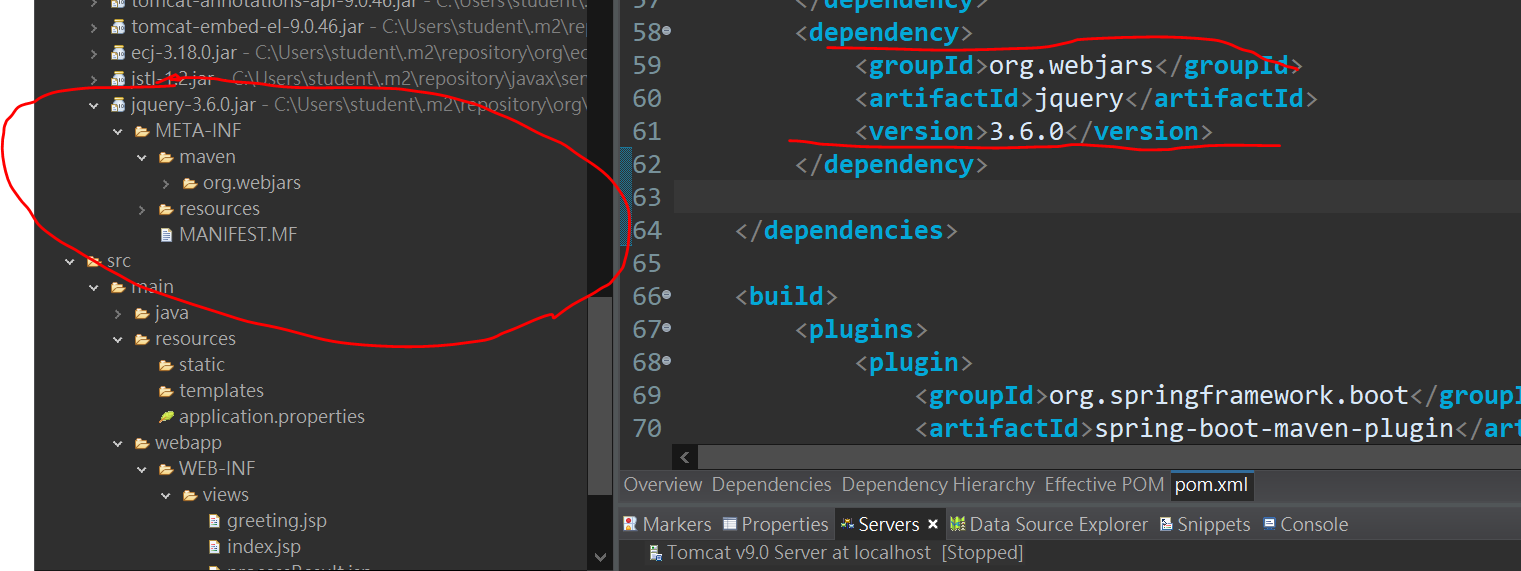 tomcat-annotations-api-9.0.46.jar - C:\Users\student\.m2\
tomcat-embed-el-9.0.46.jar - C:\Users\student\.m2\repos
ecj-3.18.0.jar - C:\Users\student\.m2\repository\org\ec
jstl-1.2.jar - C:\Users\student\.m2\repository\javax\ser
jquery-3.6.0.jar - C:\Users\student\.m2\repository\org\
META-INF
maven
org.webjars
resources
MANIFEST.MF
src
main
java
resources
static
templates
application.properties
webapp
WEB-INF
views
greeting.jsp
index.jsp
processResult.jsp
57 </dependency>
58 <dependency>
59 <groupId>org.webjars</groupId>
60 <artifactId>jquery</artifactId>
61 <version>3.6.0</version>
62 </dependency>
63
64 </dependencies>
65
66 <build>
67 <plugins>
68 <plugin>
69 <groupId>org.springframework.boot</groupI
70 <artifactId>spring-boot-maven-plugin</art
Overview Dependencies Dependency Hierarchy Effective POM pom.xml
Markers Properties Servers Data Source Explorer Snippets Console
Tomcat v9.0 Server at localhost [Stopped]